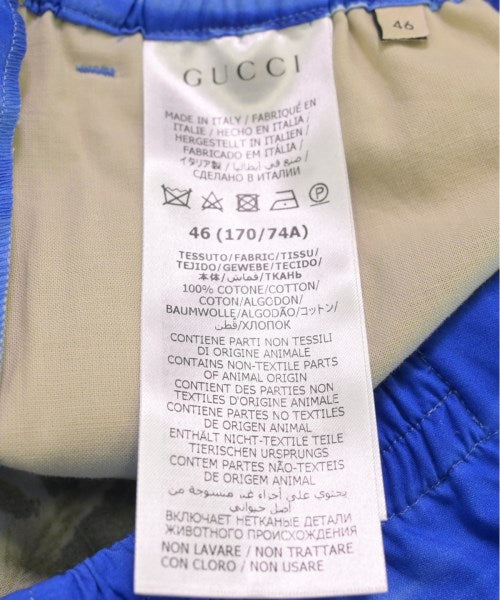 46
GUCCI
MADE IN ITALY / FABRIQUÉ EN
ITALIE / HECHO EN ITALIA /
HERGESTELLT IN ITALIEN /
FABRICADO EM ITÁLIA /
イタリア製 / صنع في ايطاليا /
СДЕЛАНО В ИТАЛИИ
P
46 (170/74A)
TESSUTO/FABRIC/TISSU/
TEJIDO/GEWEBE/TECIDO/
本体/قماش/ТКАНЬ
100% COTONE/COTTON/
COTON/ALGODON/
BAUMWOLLE/ALGODÃO/コットン/
قطن/ХЛОПОК
CONTIENE PARTI NON TESSILI
DI ORIGINE ANIMALE
CONTAINS NON-TEXTILE PARTS
OF ANIMAL ORIGIN
CONTIENT DES PARTIES NON
TEXTILES D'ORIGINE ANIMALE
CONTIENE PARTES NO TEXTILES
DE ORIGEN ANIMAL
ENTHÄLT NICHT-TEXTILE TEILE
TIERISCHEN URSPRUNGS
CONTEM PARTES NÃO-TEXTEIS
DE ORIGEM ANIMAL
يحتوي على أجزاء غير منسوجة من
أصل حيواني
ВКЛЮЧАЕТ НЕТКАНЫЕ ДЕТАЛИ
ЖИВОТНОГО ПРОИСХОЖДЕНИЯ
NON LAVARE / NON TRATTARE
CON CLORO / NON USARE